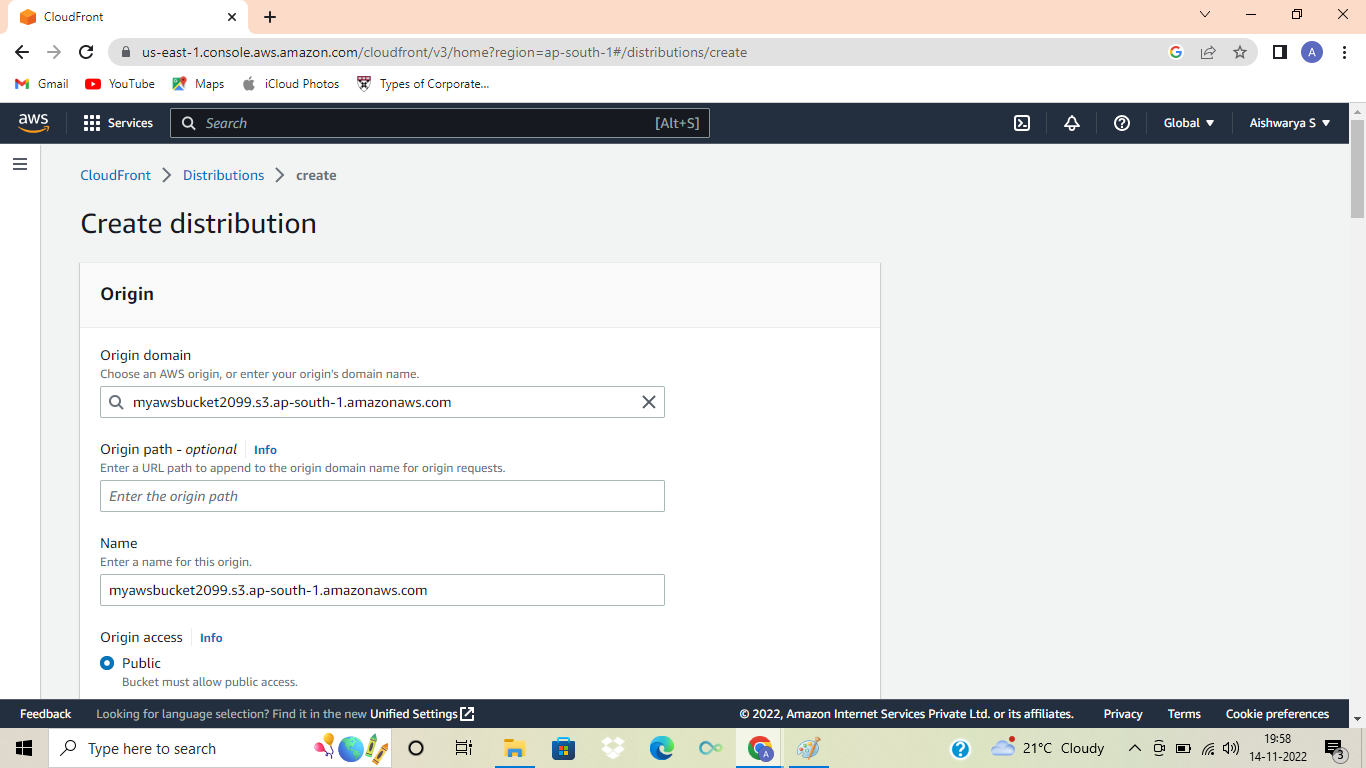 CloudFront
us-east-1.console.aws.amazon.com/cloudfront/v3/home?region=ap-south-1#/distributions/create
A
Gmail YouTube Maps iCloud Photos Types of Corporate...
aws Services Search [Alt+S] Global Aishwarya S
CloudFront Distributions create
Create distribution
Origin
Origin domain
Choose an AWS origin, or enter your origin's domain name.
myawsbucket2099.s3.ap-south-1.amazonaws.com
Origin path - optional Info
Enter a URL path to append to the origin domain name for origin requests.
Enter the origin path
Name
Enter a name for this origin.
myawsbucket2099.s3.ap-south-1.amazonaws.com
Origin access Info
Public
Bucket must allow public access.
Feedback Looking for language selection? Find it in the new Unified Settings © 2022, Amazon Internet Services Private Ltd. or its affiliates. Privacy Terms Cookie preferences
Type here to search A 21°C Cloudy 19:58
14-11-2022 3